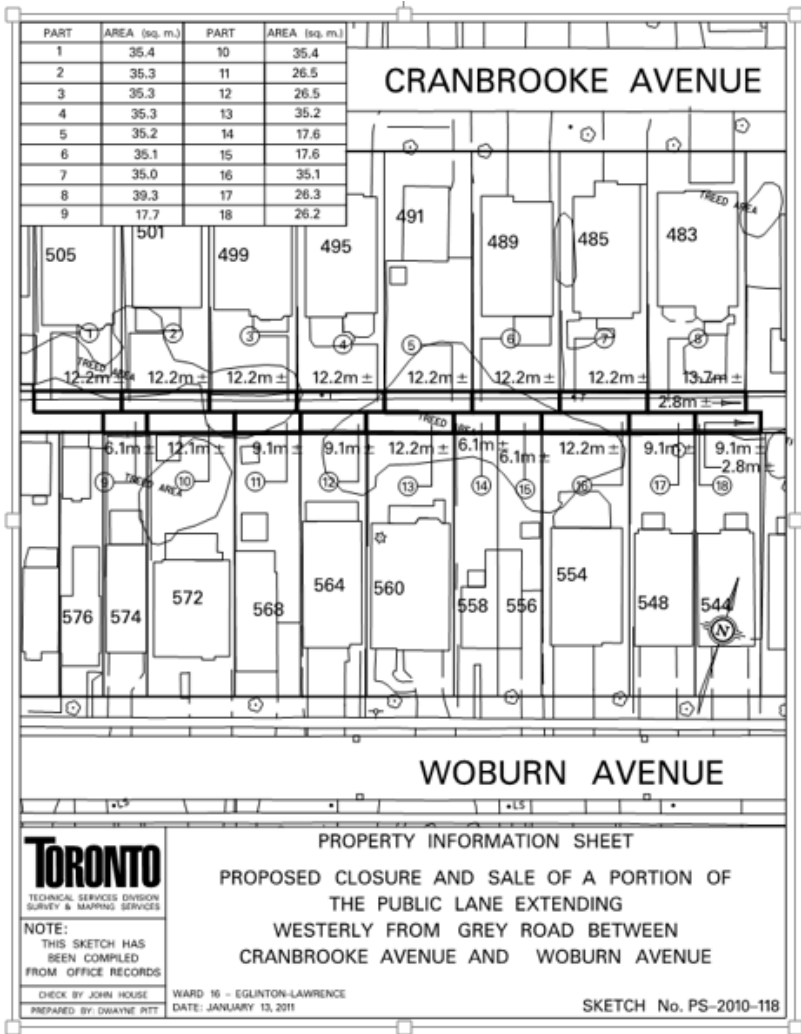 PART AREA (sq. m.) PART AREA (sq. m.)
1 35.4 10 35.4
2 35.3 11 26.5
3 35.3 12 26.5
4 35.3 13 35.2
5 35.2 14 17.6
6 35.1 15 17.6
7 35.0 16 35.1
8 39.3 17 26.3
9 17.7 18 26.2
CRANBROOKE AVENUE
TREED AREA
505 501 499 495 491 489 485 483
1 2 3 4 5 6 7 8
TREED AREA
12.2m± 12.2m± 12.2m± 12.2m± 12.2m± 12.2m± 12.2m± 13.7m±
2.8m±
TREED AREA
6.1m± 12.1m± 9.1m± 9.1m± 12.2m± 6.1m± 6.1m± 12.2m± 9.1m± 9.1m±
2.8m±
TREED AREA
9 10 11 12 13 14 15 16 17 18
576 574 572 568 564 560 558 556 554 548 544
N
WOBURN AVENUE
LS LS
TORONTO
TECHNICAL SERVICES DIVISION
SURVEY & MAPPING SERVICES
NOTE:
THIS SKETCH HAS
BEEN COMPILED
FROM OFFICE RECORDS
CHECK BY JOHN HOUSE
PREPARED BY: DWAYNE PITT
PROPERTY INFORMATION SHEET
PROPOSED CLOSURE AND SALE OF A PORTION OF
THE PUBLIC LANE EXTENDING
WESTERLY FROM GREY ROAD BETWEEN
CRANBROOKE AVENUE AND WOBURN AVENUE
WARD 16 - EGLINTON-LAWRENCE
DATE: JANUARY 13, 2011
SKETCH No. PS-2010-118